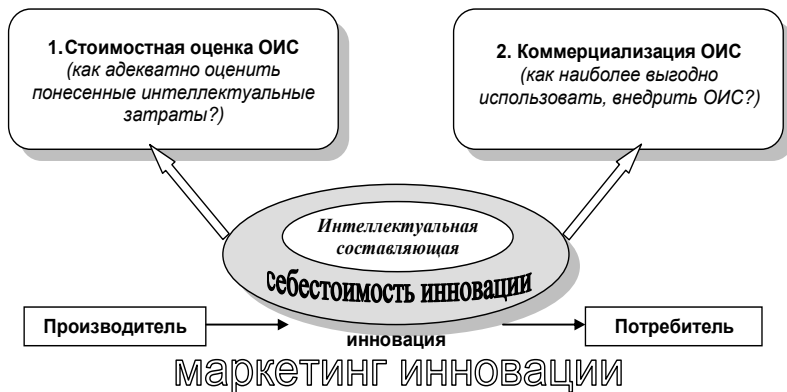 1. Стоимостная оценка ОИС
(как адекватно оценить
понесенные интеллектуальные
затраты?)
2. Коммерциализация ОИС
(как наиболее выгодно
использовать, внедрить ОИС?)
Интеллектуальная
составляющая
себестоимость инновации
Производитель
инновация
Потребитель
маркетинг инновации